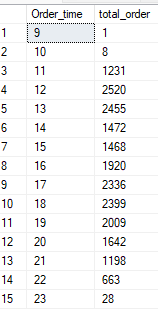 Order_time total_order
1 9 1
2 10 8
3 11 1231
4 12 2520
5 13 2455
6 14 1472
7 15 1468
8 16 1920
9 17 2336
10 18 2399
11 19 2009
12 20 1642
13 21 1198
14 22 663
15 23 28